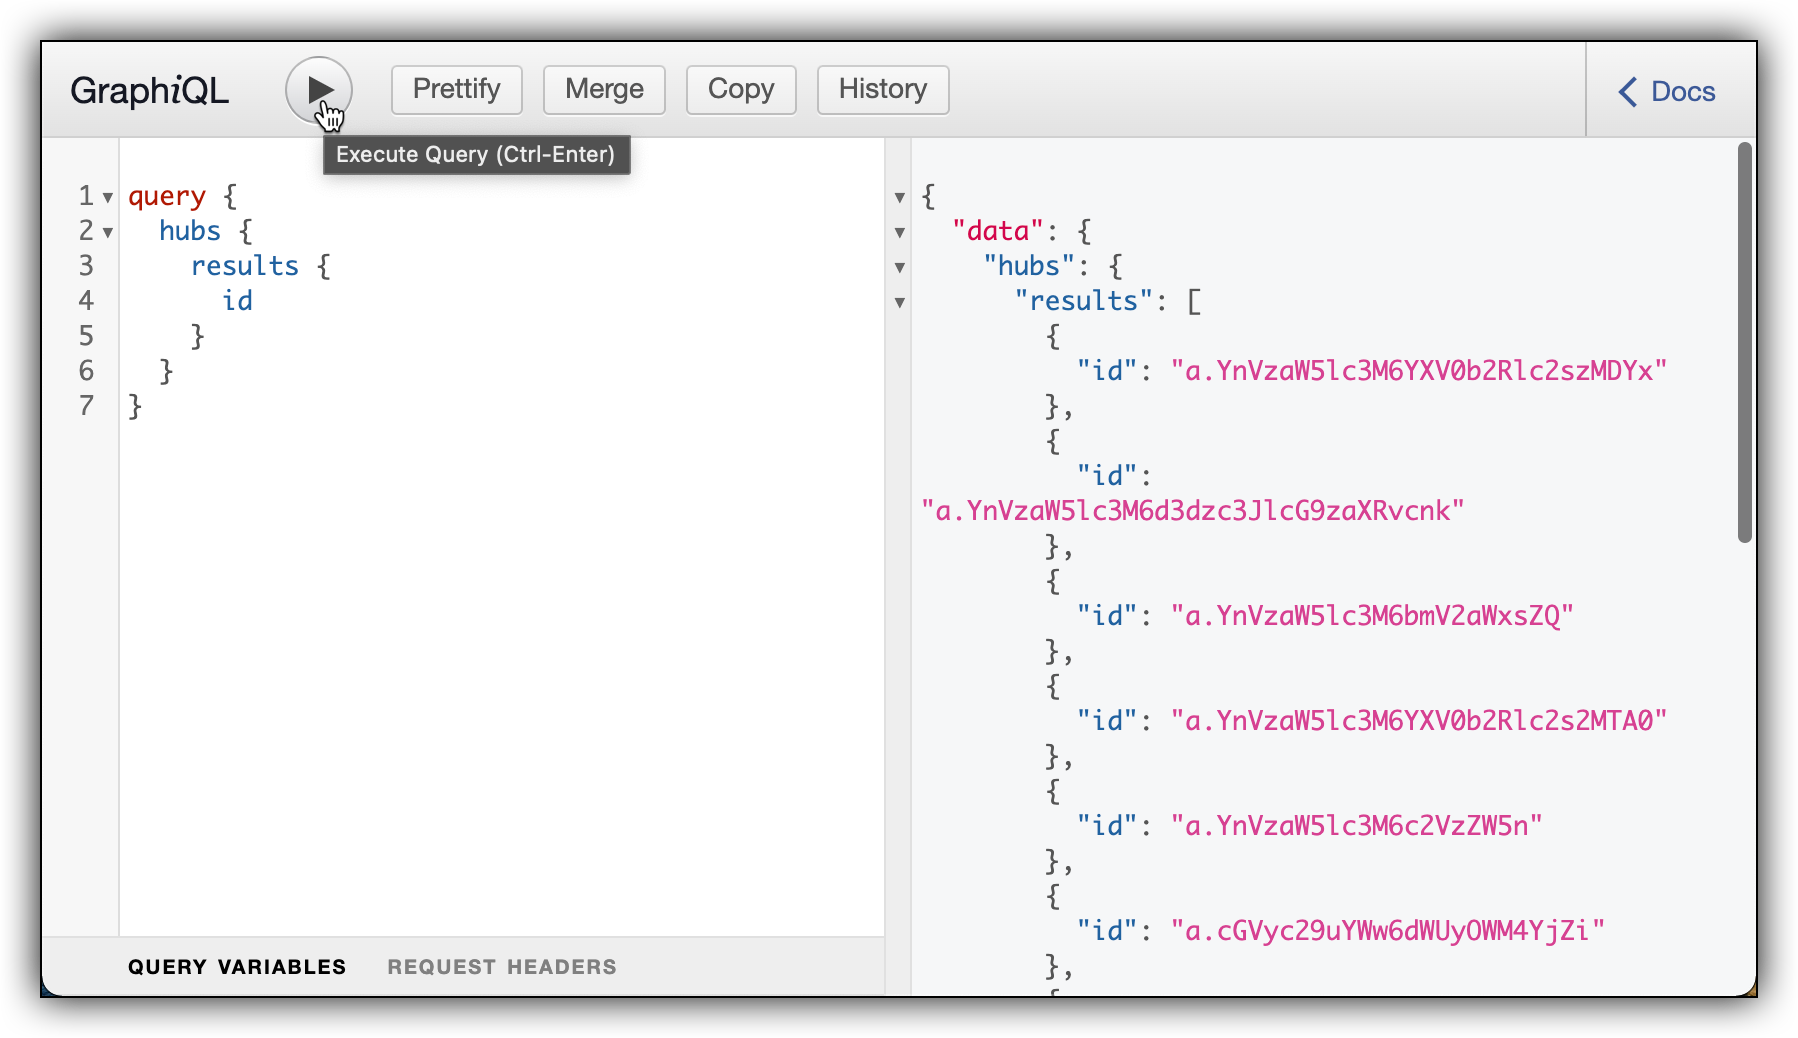 GraphiQL
Prettify
Merge
Copy
History
Docs
Execute Query (Ctrl-Enter)
1 query {
2 hubs {
3 results {
4 id
5 }
6 }
7 }
{
"data": {
"hubs": {
"results": [
{
"id": "a.YnVzaW5lc3M6YXV0b2Rlc2szMDYx"
},
{
"id":
"a.YnVzaW5lc3M6d3dzc3JlcG9zaXRvcnk"
},
{
"id": "a.YnVzaW5lc3M6bmV2aWxsZQ"
},
{
"id": "a.YnVzaW5lc3M6YXV0b2Rlc2s2MTA0"
},
{
"id": "a.YnVzaW5lc3M6c2VzZW5n"
},
{
"id": "a.cGVyc29uYWw6dWUyOWM4YjZi"
},
{
QUERY VARIABLES
REQUEST HEADERS